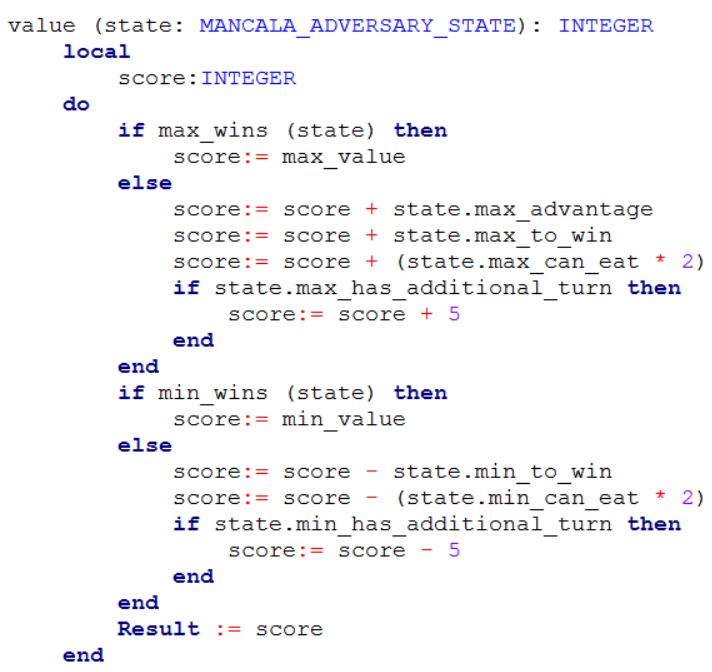 value (state: MANCALA_ADVERSARY_STATE): INTEGER
    local
        score:INTEGER
    do
        if max_wins (state) then
            score:= max_value
        else
            score:= score + state.max_advantage
            score:= score + state.max_to_win
            score:= score + (state.max_can_eat * 2)
            if state.max_has_additional_turn then
                score:= score + 5
            end
        end
        if min_wins (state) then
            score:= min_value
        else
            score:= score - state.min_to_win
            score:= score - (state.min_can_eat * 2)
            if state.min_has_additional_turn then
                score:= score - 5
            end
        end
        Result := score
    end